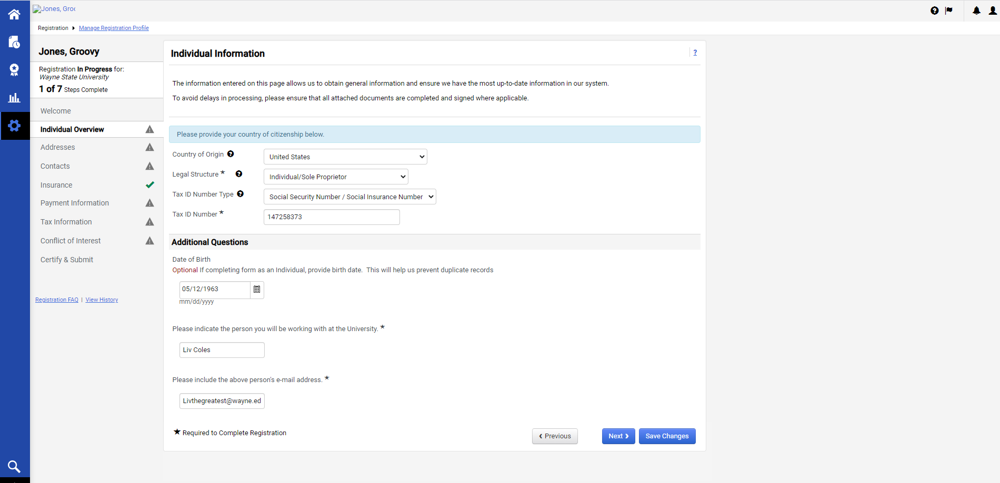 Jones, Groo
Registration Manage Registration Profile
Jones, Groovy
Registration In Progress for:
Wayne State University
1 of 7 Steps Complete
Welcome
Individual Overview
Addresses
Contacts
Insurance
Payment Information
Tax Information
Conflict of Interest
Certify & Submit
Registration FAQ | View History
Individual Information
?
The information entered on this page allows us to obtain general information and ensure we have the most up-to-date information in our system.
To avoid delays in processing, please ensure that all attached documents are completed and signed where applicable.
Please provide your country of citizenship below.
Country of Origin ? United States
Legal Structure ★ ? Individual/Sole Proprietor
Tax ID Number Type ? Social Security Number / Social Insurance Number
Tax ID Number ★ 147258373
Additional Questions
Date of Birth
Optional If completing form as an Individual, provide birth date. This will help us prevent duplicate records
05/12/1963
mm/dd/yyyy
Please indicate the person you will be working with at the University. ★
Liv Coles
Please include the above person's e-mail address. ★
Livthegreatest@wayne.ed
★ Required to Complete Registration
‹ Previous Next › Save Changes